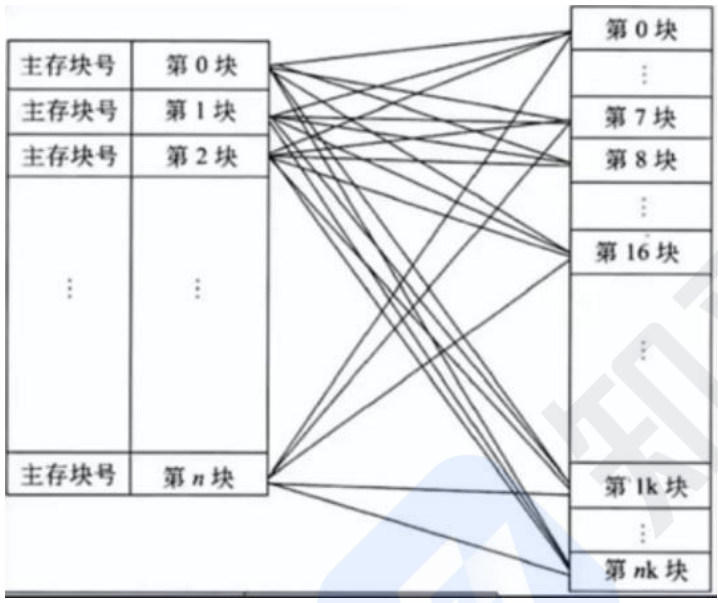 主存块号 第 0 块
主存块号 第 1 块
主存块号 第 2 块
⋮ ⋮
主存块号 第 n 块
第 0 块
⋮
第 7 块
第 8 块
⋮
第 16 块
⋮
第 1k 块
⋮
第 nk 块